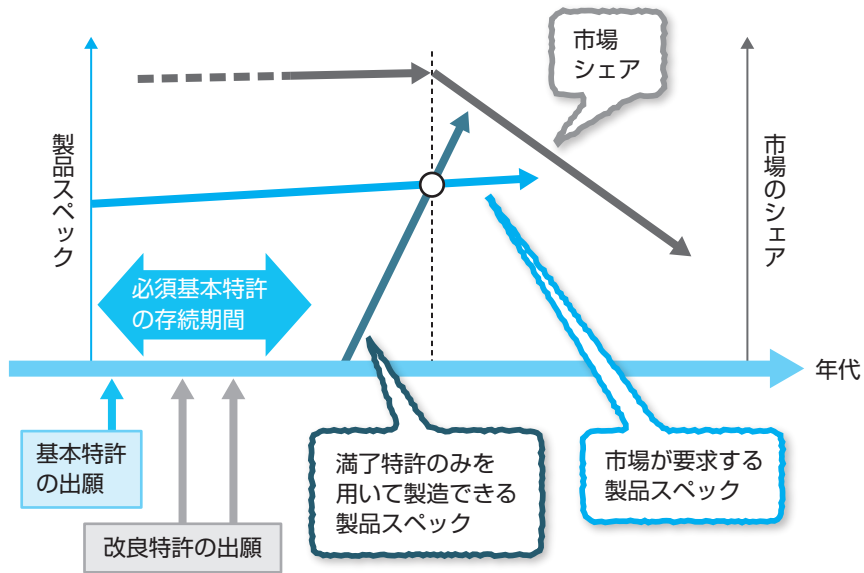 市場
シェア
製品スペック
市場のシェア
必須基本特許
の存続期間
年代
基本特許
の出願
満了特許のみを
用いて製造できる
製品スペック
市場が要求する
製品スペック
改良特許の出願